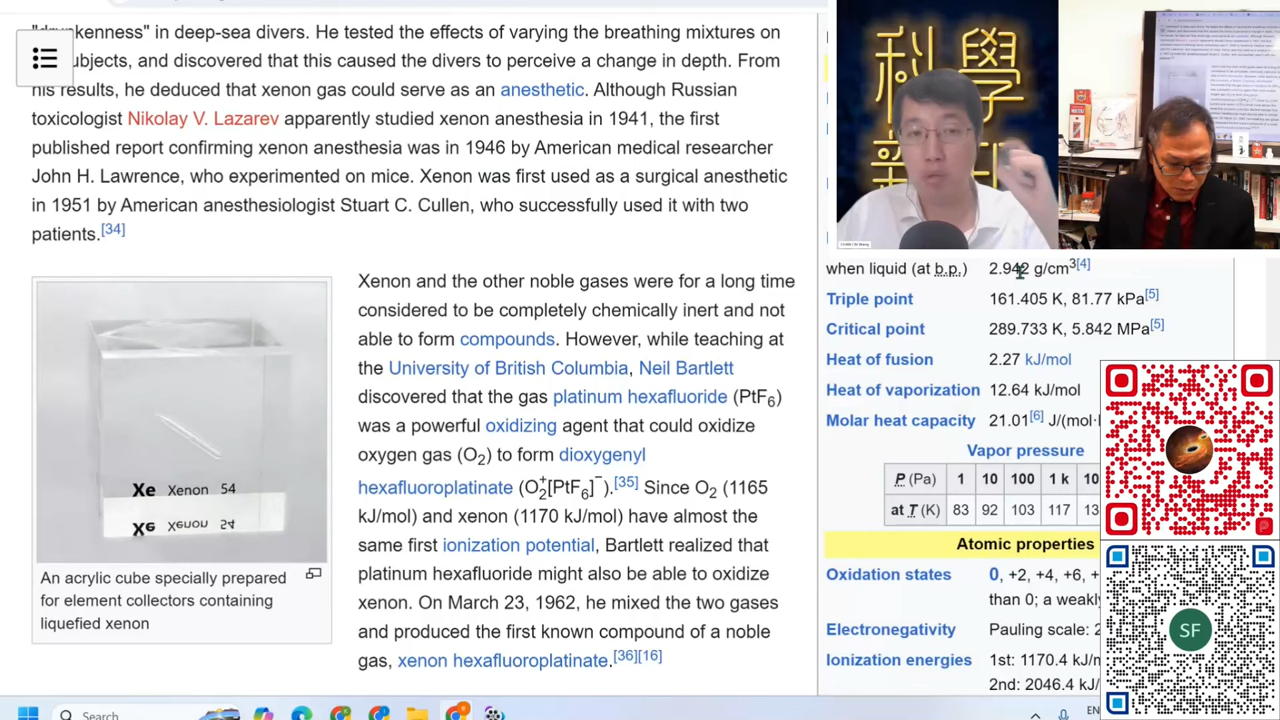 "drunkenness" in deep-sea divers. He tested the effects of varying the breathing mixtures on
subjects, and discovered that this caused the divers to perceive a change in depth. From
his results, he deduced that xenon gas could serve as an anesthetic. Although Russian
toxicologist Nikolay V. Lazarev apparently studied xenon anesthesia in 1941, the first
published report confirming xenon anesthesia was in 1946 by American medical researcher
John H. Lawrence, who experimented on mice. Xenon was first used as a surgical anesthetic
in 1951 by American anesthesiologist Stuart C. Cullen, who successfully used it with two
patients.[34]
Xe Xenon 54
An acrylic cube specially prepared
for element collectors containing
liquefied xenon
Xenon and the other noble gases were for a long time
considered to be completely chemically inert and not
able to form compounds. However, while teaching at
the University of British Columbia, Neil Bartlett
discovered that the gas platinum hexafluoride (PtF6)
was a powerful oxidizing agent that could oxidize
oxygen gas (O2) to form dioxygenyl
hexafluoroplatinate (O2+[PtF6]−).[35] Since O2 (1165
kJ/mol) and xenon (1170 kJ/mol) have almost the
same first ionization potential, Bartlett realized that
platinum hexafluoride might also be able to oxidize
xenon. On March 23, 1962, he mixed the two gases
and produced the first known compound of a noble
gas, xenon hexafluoroplatinate.[36][16]
科學
when liquid (at b.p.) 2.942 g/cm3[4]
Triple point 161.405 K, 81.77 kPa[5]
Critical point 289.733 K, 5.842 MPa[5]
Heat of fusion 2.27 kJ/mol
Heat of vaporization 12.64 kJ/mol
Molar heat capacity 21.01[6] J/(mol·
Vapor pressure
P (Pa) 1 10 100 1 k 10
at T (K) 83 92 103 117 13
Atomic properties
Oxidation states 0, +2, +4, +6, +
than 0; a weakly
Electronegativity Pauling scale: 2
Ionization energies 1st: 1170.4 kJ/m
2nd: 2046.4 kJ/
SF
Search
EN